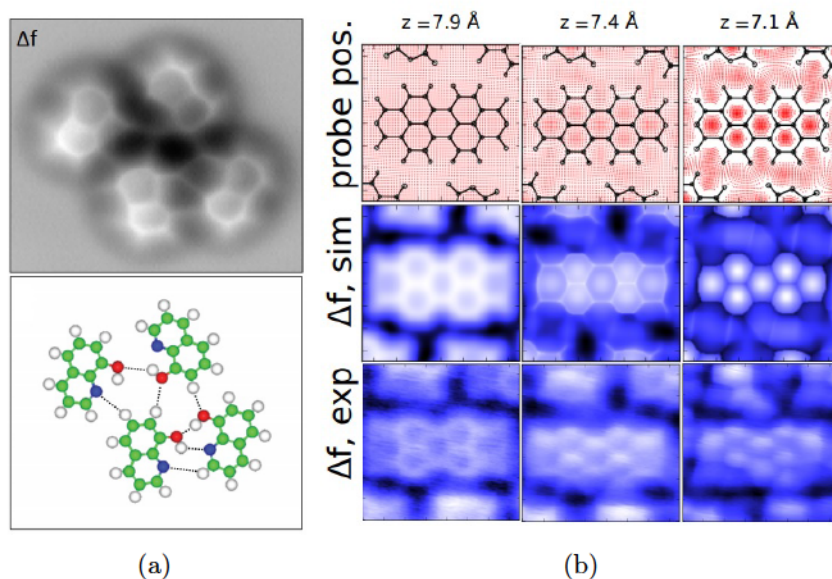 Δf
z =7.9 Å
z =7.4 Å
z =7.1 Å
probe pos.
Δf, sim
Δf, exp
(a)
(b)